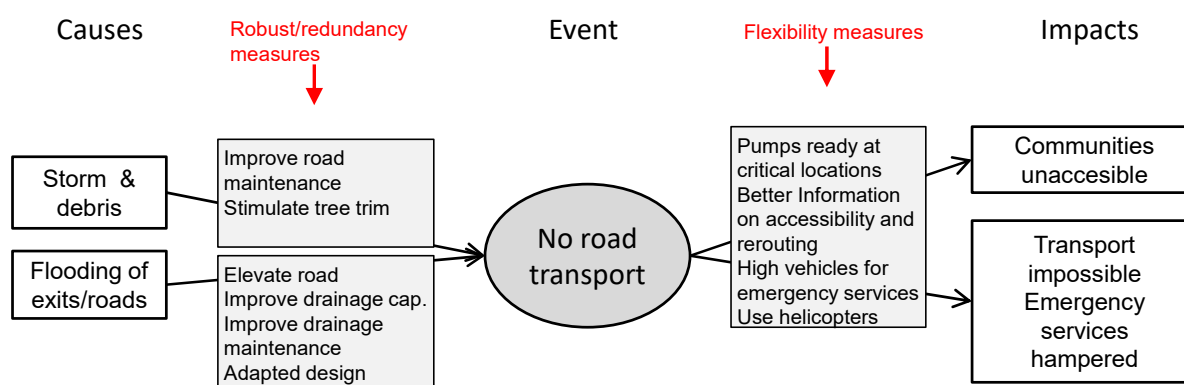 Causes
Robust/redundancy
measures
Event
Flexibility measures
Impacts
Storm &
debris
Flooding of
exits/roads
Improve road
maintenance
Stimulate tree trim
Elevate road
Improve drainage cap.
Improve drainage
maintenance
Adapted design
No road
transport
Pumps ready at
critical locations
Better Information
on accessibility and
rerouting
High vehicles for
emergency services
Use helicopters
Communities
unaccesible
Transport
impossible
Emergency
services
hampered